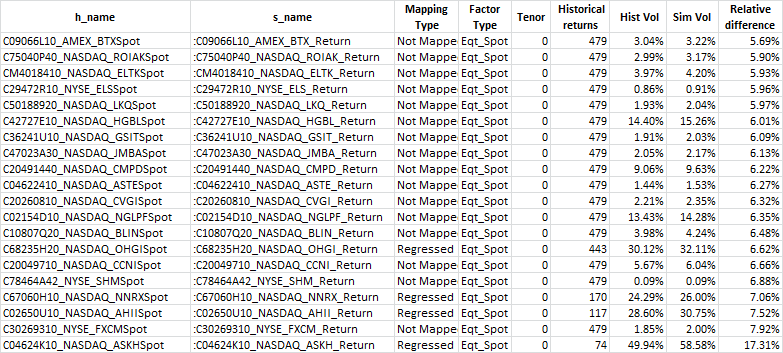 h_name s_name Mapping Type Factor Type Tenor Historical returns Hist Vol Sim Vol Relative difference
C09066L10_AMEX_BTXSpot :C09066L10_AMEX_BTX_Return Not Mappe Eqt_Spot 0 479 3.04% 3.22% 5.69%
C75040P40_NASDAQ_ROIAKSpot :C75040P40_NASDAQ_ROIAK_Return Not Mappe Eqt_Spot 0 479 2.99% 3.17% 5.90%
CM4018410_NASDAQ_ELTKSpot :CM4018410_NASDAQ_ELTK_Return Not Mappe Eqt_Spot 0 479 3.97% 4.20% 5.93%
C29472R10_NYSE_ELSSpot :C29472R10_NYSE_ELS_Return Not Mappe Eqt_Spot 0 479 0.86% 0.91% 5.96%
C50188920_NASDAQ_LKQSpot :C50188920_NASDAQ_LKQ_Return Not Mappe Eqt_Spot 0 479 1.93% 2.04% 5.97%
C42727E10_NASDAQ_HGBLSpot :C42727E10_NASDAQ_HGBL_Return Not Mappe Eqt_Spot 0 479 14.40% 15.26% 6.01%
C36241U10_NASDAQ_GSITSpot :C36241U10_NASDAQ_GSIT_Return Not Mappe Eqt_Spot 0 479 1.91% 2.03% 6.09%
C47023A30_NASDAQ_JMBASpot :C47023A30_NASDAQ_JMBA_Return Not Mappe Eqt_Spot 0 479 2.05% 2.17% 6.13%
C20491440_NASDAQ_CMPDSpot :C20491440_NASDAQ_CMPD_Return Not Mappe Eqt_Spot 0 479 9.06% 9.63% 6.22%
C04622410_NASDAQ_ASTESpot :C04622410_NASDAQ_ASTE_Return Not Mappe Eqt_Spot 0 479 1.44% 1.53% 6.27%
C20260810_NASDAQ_CVGISpot :C20260810_NASDAQ_CVGI_Return Not Mappe Eqt_Spot 0 479 2.21% 2.35% 6.32%
C02154D10_NASDAQ_NGLPFSpot :C02154D10_NASDAQ_NGLPF_Return Not Mappe Eqt_Spot 0 479 13.43% 14.28% 6.35%
C10807Q20_NASDAQ_BLINSpot :C10807Q20_NASDAQ_BLIN_Return Not Mappe Eqt_Spot 0 479 3.98% 4.24% 6.48%
C68235H20_NASDAQ_OHGISpot :C68235H20_NASDAQ_OHGI_Return Regressed Eqt_Spot 0 443 30.12% 32.11% 6.62%
C20049710_NASDAQ_CCNISpot :C20049710_NASDAQ_CCNI_Return Not Mappe Eqt_Spot 0 479 5.67% 6.04% 6.66%
C78464A42_NYSE_SHMSpot :C78464A42_NYSE_SHM_Return Not Mappe Eqt_Spot 0 479 0.09% 0.09% 6.88%
C67060H10_NASDAQ_NNRXSpot :C67060H10_NASDAQ_NNRX_Return Regressed Eqt_Spot 0 170 24.29% 26.00% 7.06%
C02650U10_NASDAQ_AHIISpot :C02650U10_NASDAQ_AHII_Return Regressed Eqt_Spot 0 117 28.60% 30.75% 7.52%
C30269310_NYSE_FXCMSpot :C30269310_NYSE_FXCM_Return Not Mappe Eqt_Spot 0 479 1.85% 2.00% 7.92%
C04624K10_NASDAQ_ASKHSpot :C04624K10_NASDAQ_ASKH_Return Regressed Eqt_Spot 0 74 49.94% 58.58% 17.31%